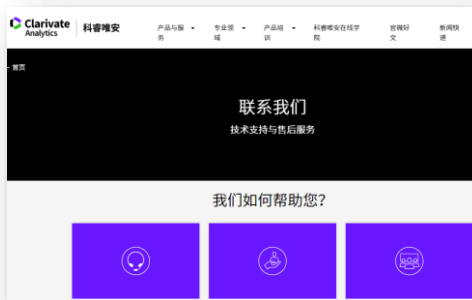 Clarivate
Analytics
科睿唯安
产品与服务
专业领域
产品培训
科睿唯安在线学院
官微好文
新闻快递
首页
联系我们
技术支持与售后服务
我们如何帮助您？